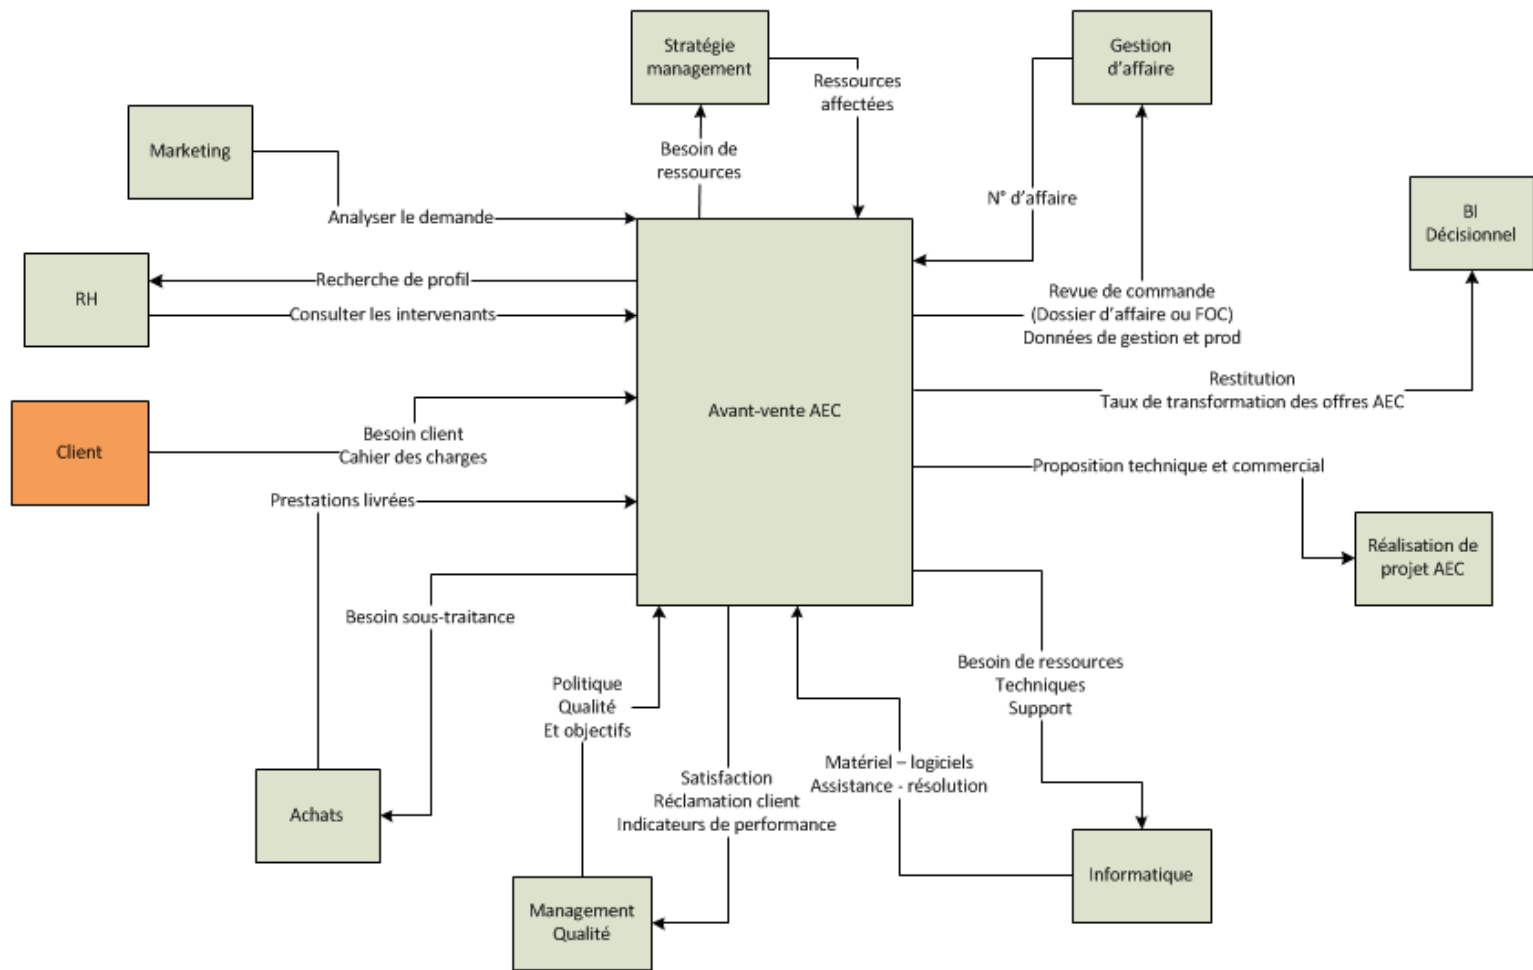 Stratégie
management
Gestion
d'affaire
Ressources
affectées
Marketing
Besoin de
ressources
N° d'affaire
BI
Décisionnel
Analyser le demande
RH
Recherche de profil
Consulter les intervenants
Revue de commande
(Dossier d'affaire ou FOC)
Données de gestion et prod
Restitution
Taux de transformation des offres AEC
Avant-vente AEC
Client
Besoin client
Cahier des charges
Proposition technique et commercial
Prestations livrées
Réalisation de
projet AEC
Besoin sous-traitance
Besoin de ressources
Techniques
Support
Politique
Qualité
Et objectifs
Matériel – logiciels
Assistance - résolution
Satisfaction
Réclamation client
Indicateurs de performance
Achats
Informatique
Management
Qualité